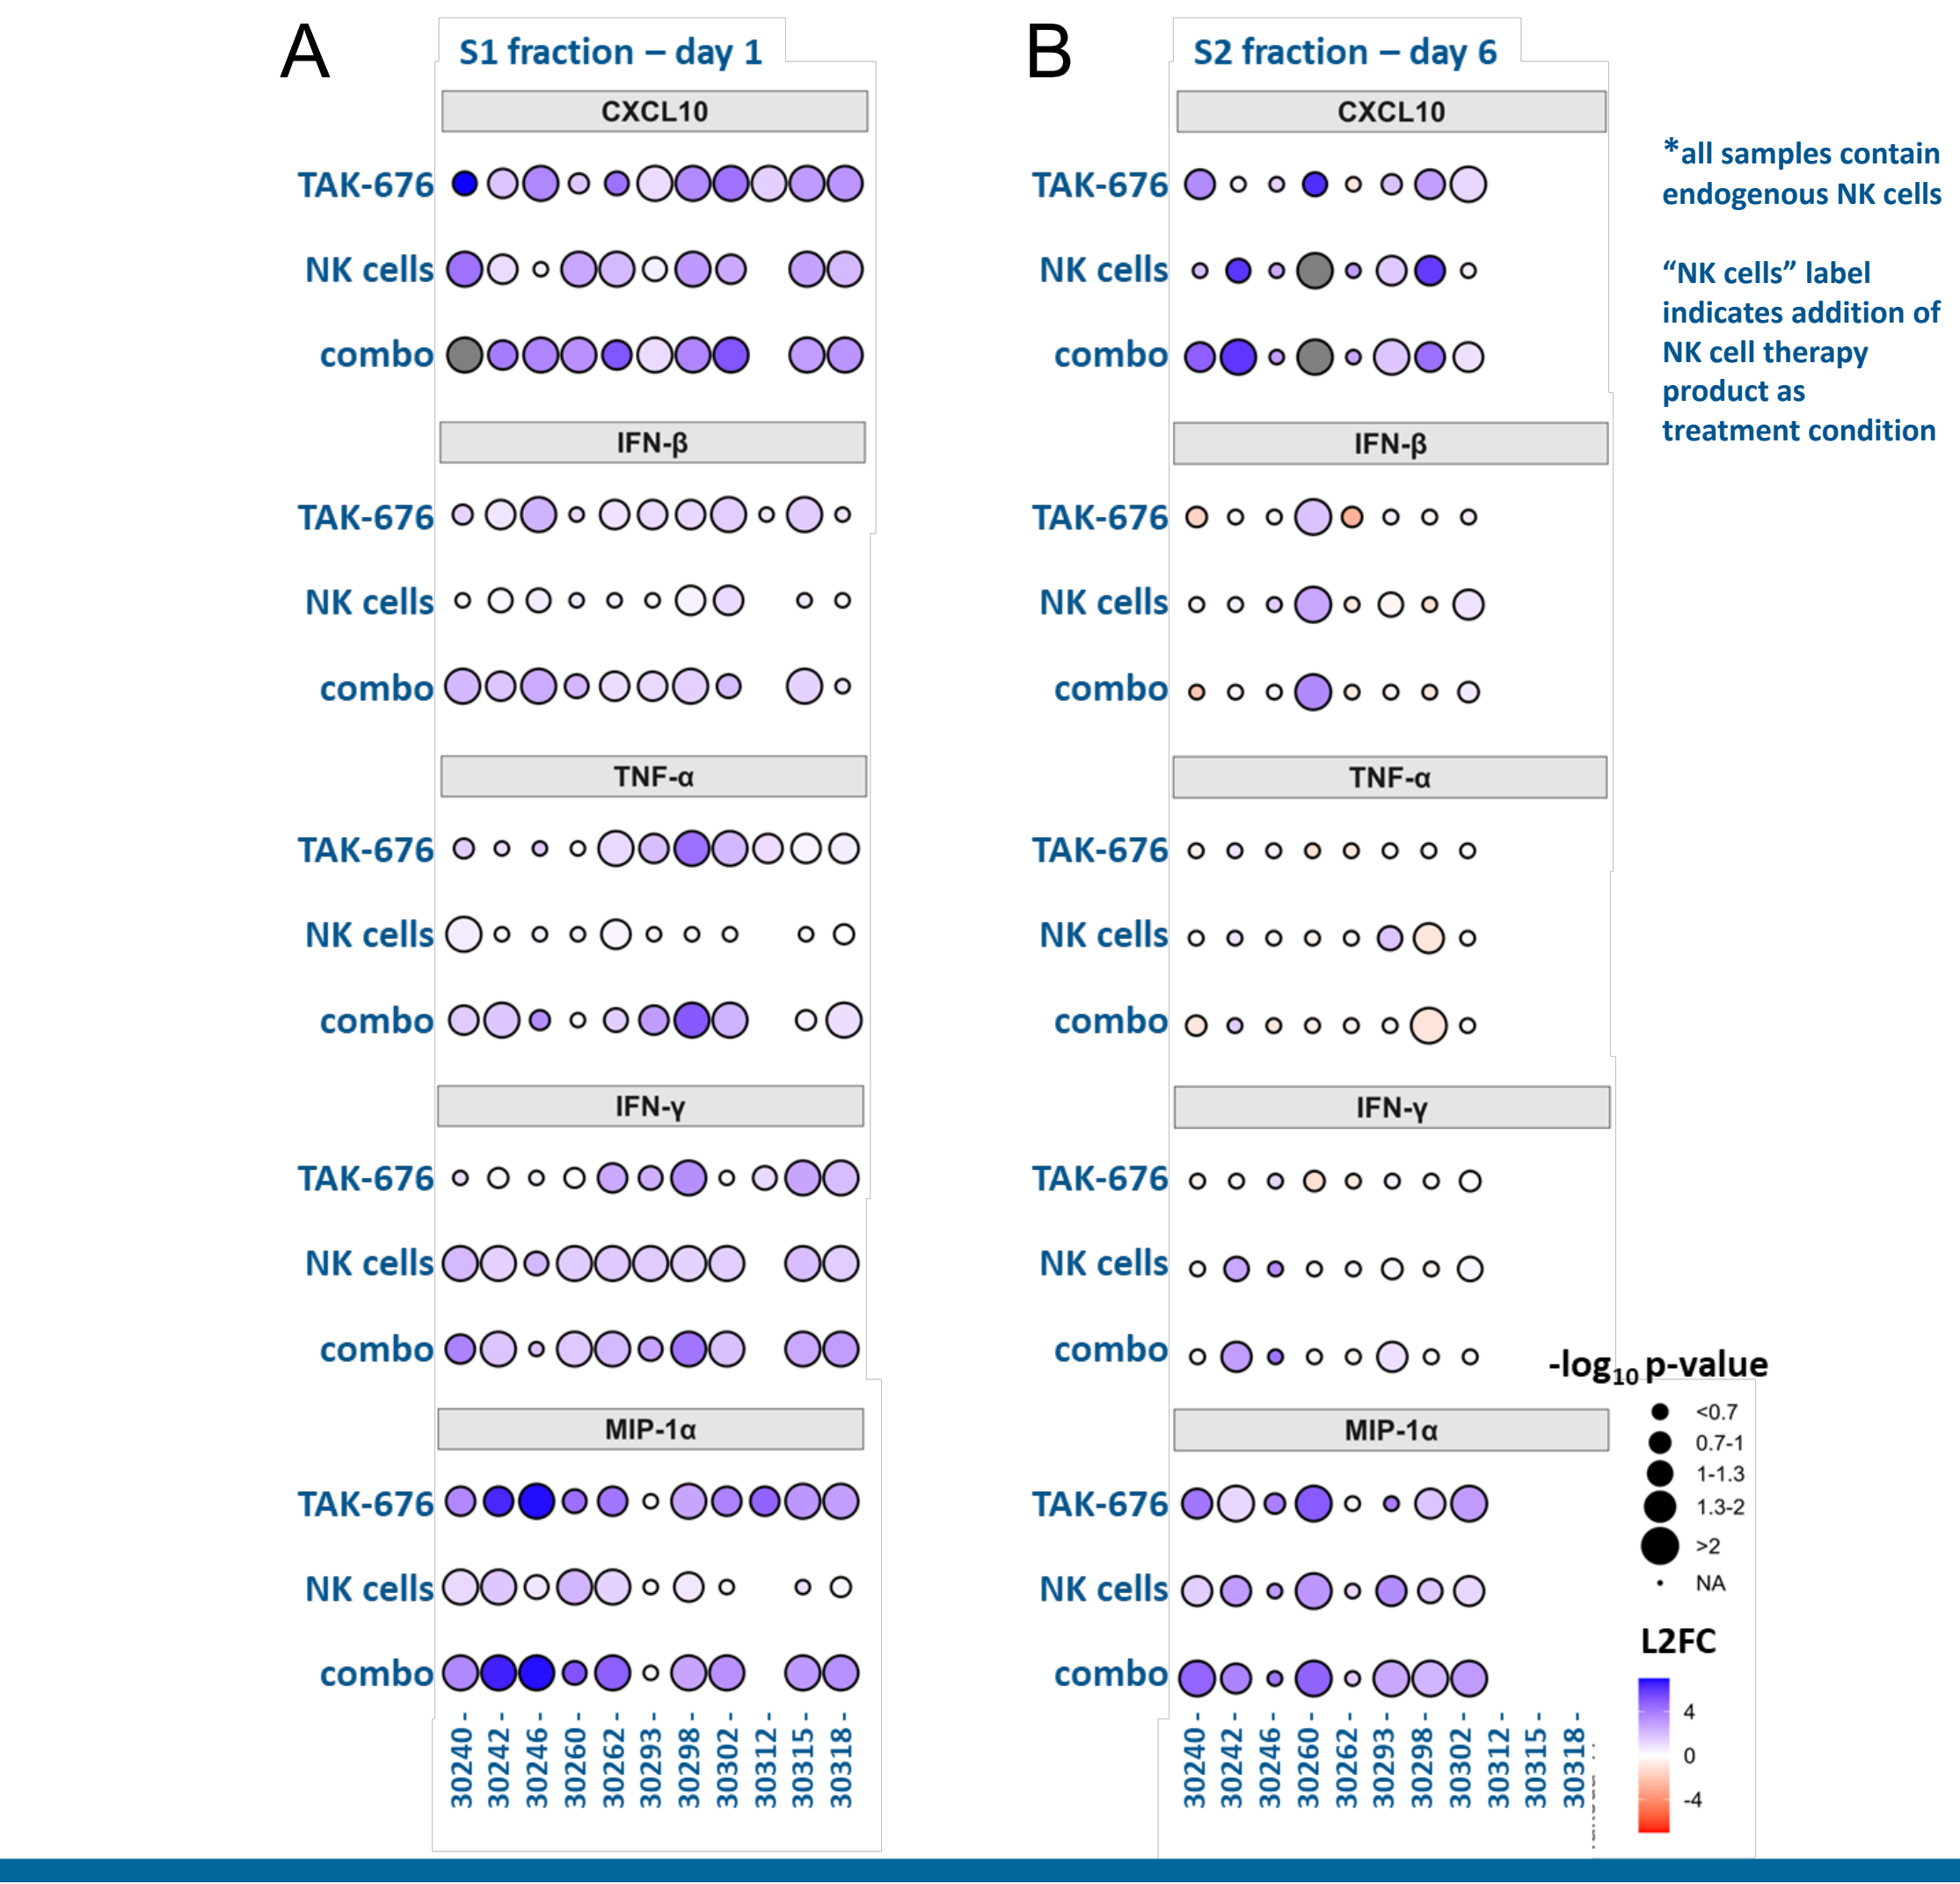 A
S1 fraction – day 1
CXCL10
TAK-676
NK cells
combo
IFN-β
TAK-676
NK cells
combo
TNF-α
TAK-676
NK cells
combo
IFN-γ
TAK-676
NK cells
combo
MIP-1α
TAK-676
NK cells
combo
30240 -
30242 -
30246 -
30260 -
30262 -
30293 -
30298 -
30302 -
30312 -
30315 -
30318 -
B
S2 fraction – day 6
CXCL10
TAK-676
NK cells
combo
IFN-β
TAK-676
NK cells
combo
TNF-α
TAK-676
NK cells
combo
IFN-γ
TAK-676
NK cells
combo
MIP-1α
TAK-676
NK cells
combo
30240 -
30242 -
30246 -
30260 -
30262 -
30293 -
30298 -
30302 -
30312 -
30315 -
30318 -
*all samples contain
endogenous NK cells
“NK cells” label
indicates addition of
NK cell therapy
product as
treatment condition
-log10 p-value
<0.7
0.7-1
1-1.3
1.3-2
>2
NA
L2FC
4
0
-4